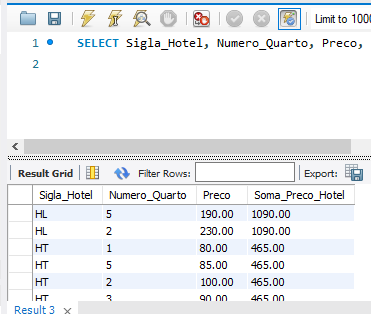 Limit to 1000
1 SELECT Sigla_Hotel, Numero_Quarto, Preco,
2
Result Grid Filter Rows: Export:
Sigla_Hotel Numero_Quarto Preco Soma_Preco_Hotel
HL 5 190.00 1090.00
HL 2 230.00 1090.00
HT 1 80.00 465.00
HT 5 85.00 465.00
HT 2 100.00 465.00
HT 3 90.00 465.00
Result 3